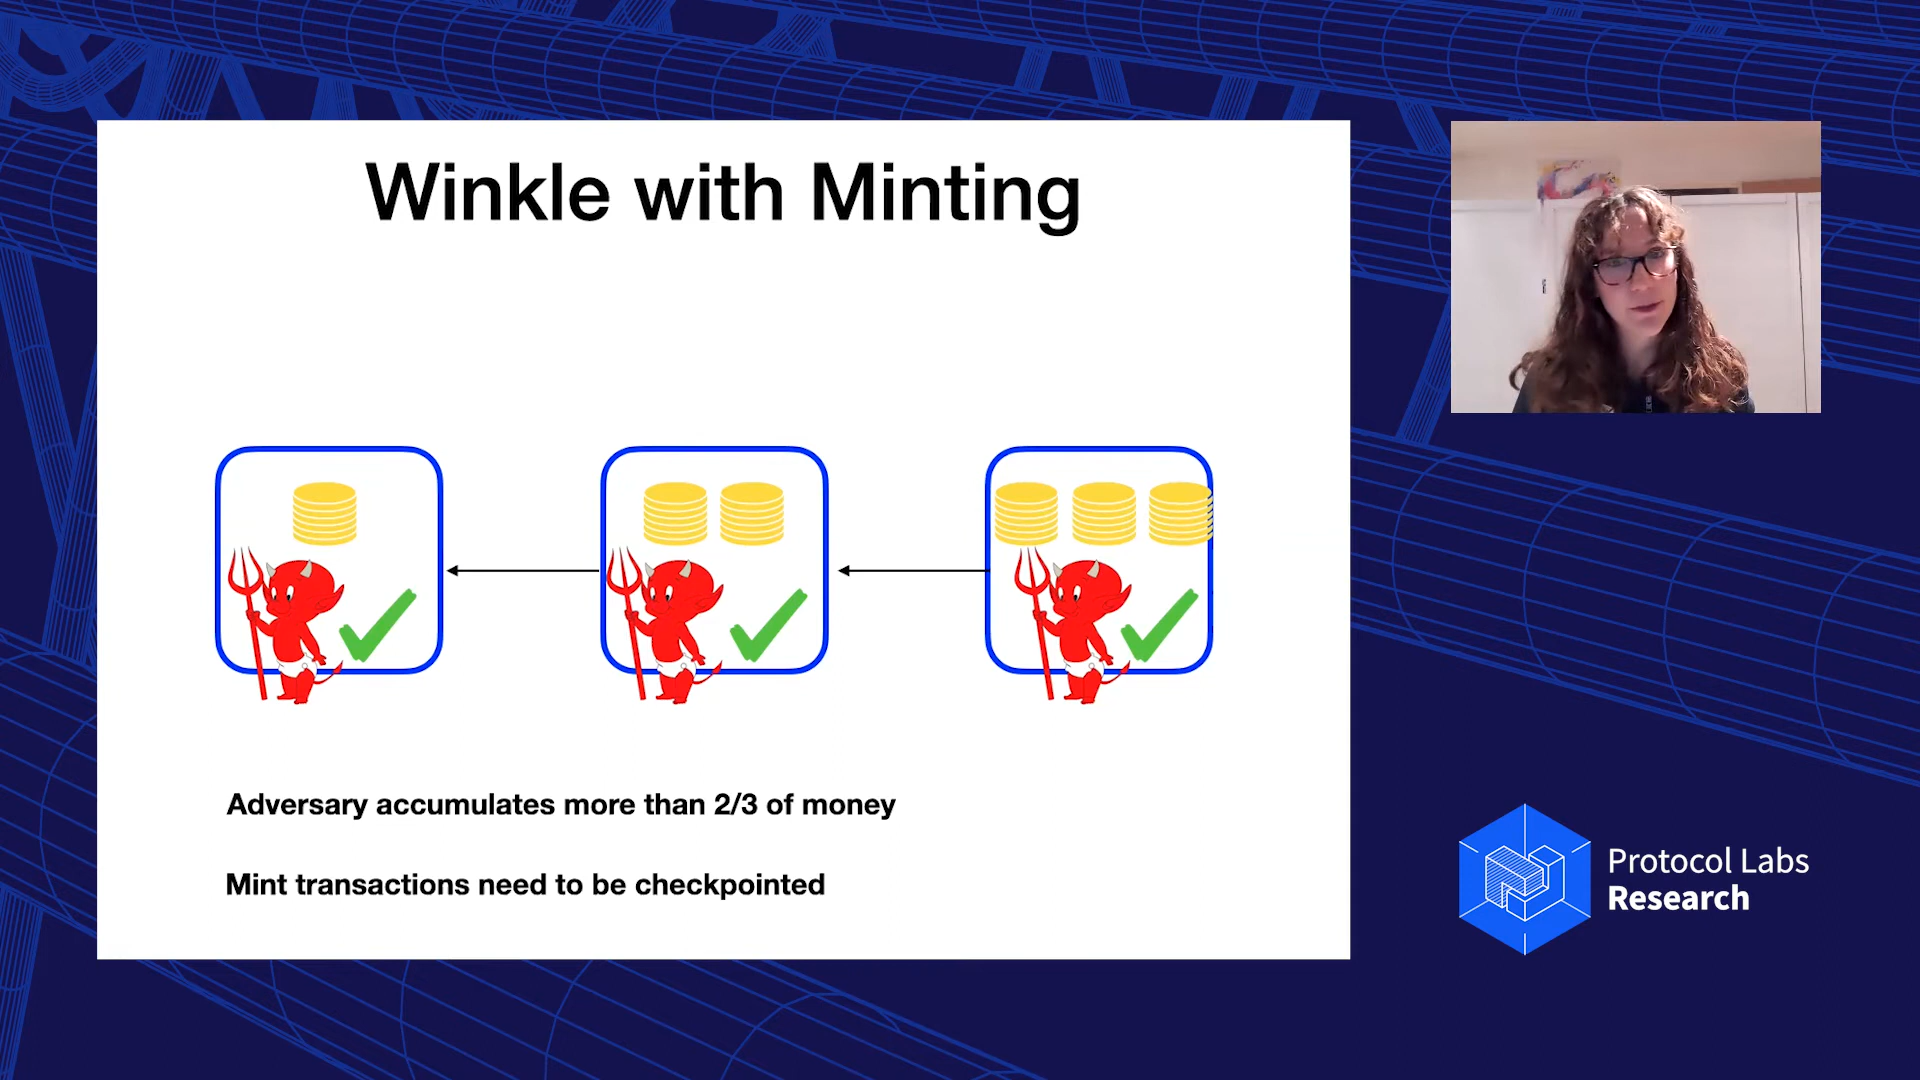 Winkle with Minting
Adversary accumulates more than 2/3 of money
Mint transactions need to be checkpointed
Protocol Labs
Research